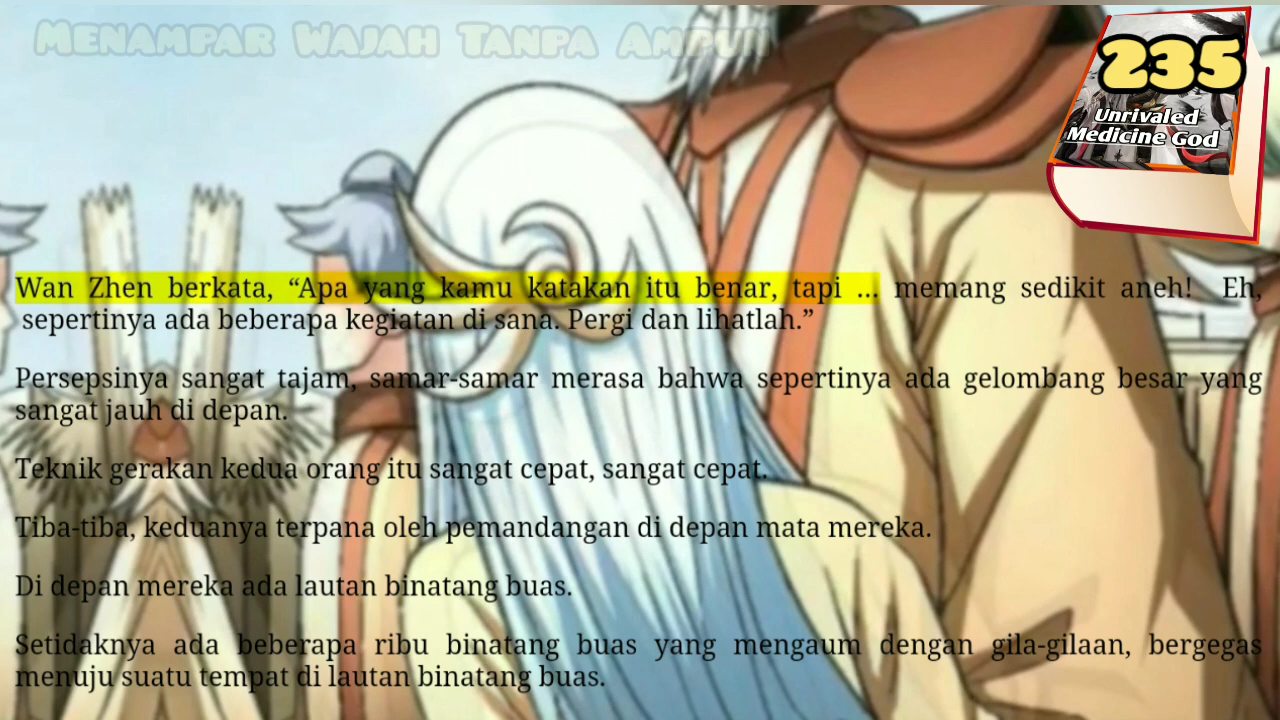 Menampar Wajah Tanpa Ampun
235
Unrivaled
Medicine God
Wan Zhen berkata, “Apa yang kamu katakan itu benar, tapi ... memang sedikit aneh! Eh,
sepertinya ada beberapa kegiatan di sana. Pergi dan lihatlah.”
Persepsinya sangat tajam, samar-samar merasa bahwa sepertinya ada gelombang besar yang
sangat jauh di depan.
Teknik gerakan kedua orang itu sangat cepat, sangat cepat.
Tiba-tiba, keduanya terpana oleh pemandangan di depan mata mereka.
Di depan mereka ada lautan binatang buas.
Setidaknya ada beberapa ribu binatang buas yang mengaum dengan gila-gilaan, bergegas
menuju suatu tempat di lautan binatang buas.